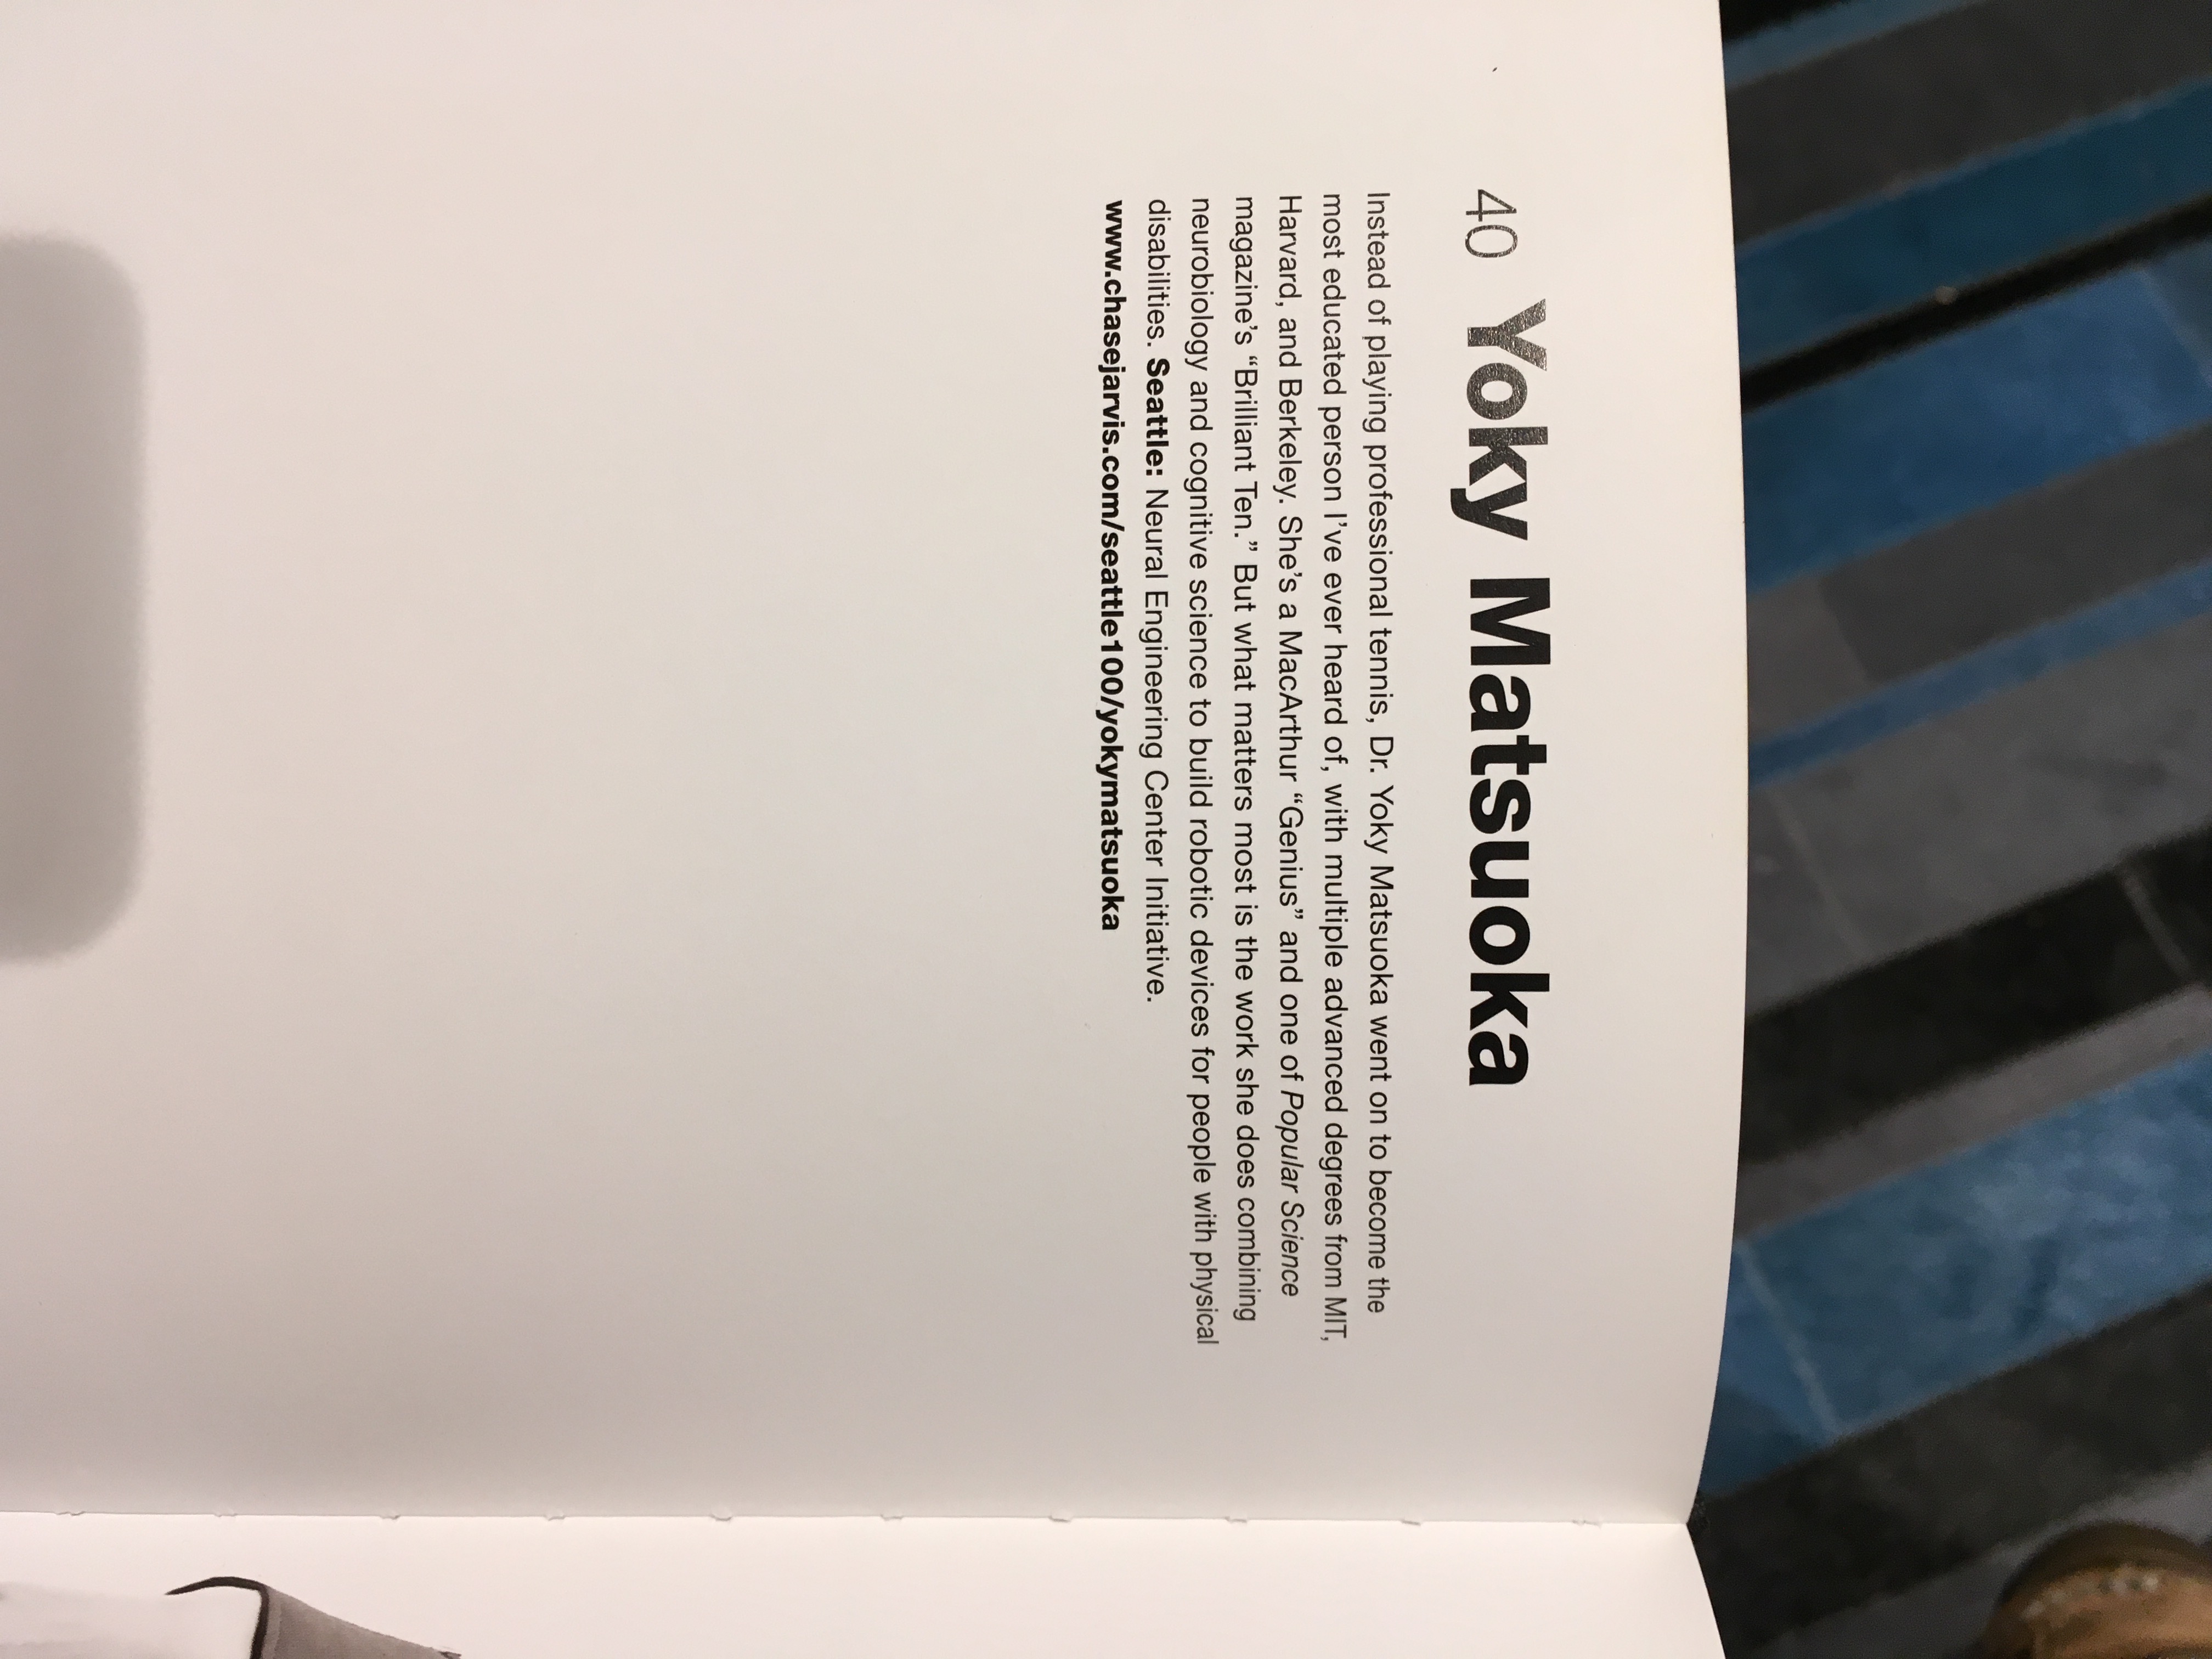 40 Yoky Matsuoka
Instead of playing professional tennis, Dr. Yoky Matsuoka went on to become the
most educated person I’ve ever heard of, with multiple advanced degrees from MIT,
Harvard, and Berkeley. She’s a MacArthur “Genius” and one of Popular Science
magazine’s “Brilliant Ten.” But what matters most is the work she does combining
neurobiology and cognitive science to build robotic devices for people with physical
disabilities. Seattle: Neural Engineering Center Initiative.
www.chasejarvis.com/seattle100/yokymatsuoka